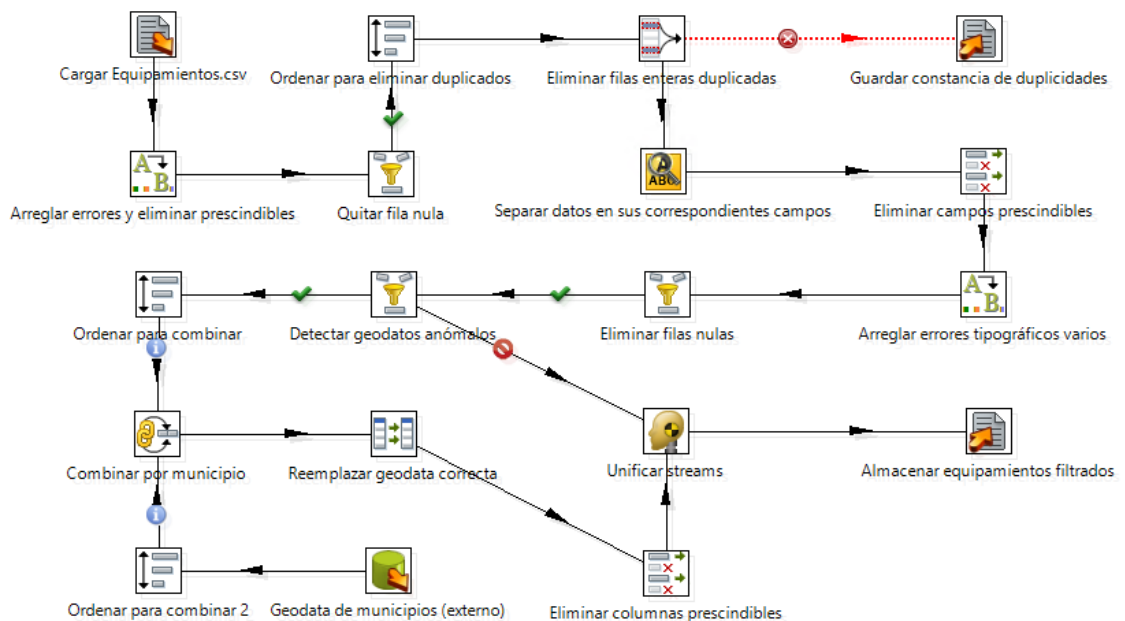 Cargar Equipamientos.csv
Ordenar para eliminar duplicados
Eliminar filas enteras duplicadas
Guardar constancia de duplicidades
Arreglar errores y eliminar prescindibles
Quitar fila nula
Separar datos en sus correspondientes campos
Eliminar campos prescindibles
Ordenar para combinar
Detectar geodatos anómalos
Eliminar filas nulas
Arreglar errores tipográficos varios
Combinar por municipio
Reemplazar geodata correcta
Unificar streams
Almacenar equipamientos filtrados
Ordenar para combinar 2
Geodata de municipios (externo)
Eliminar columnas prescindibles